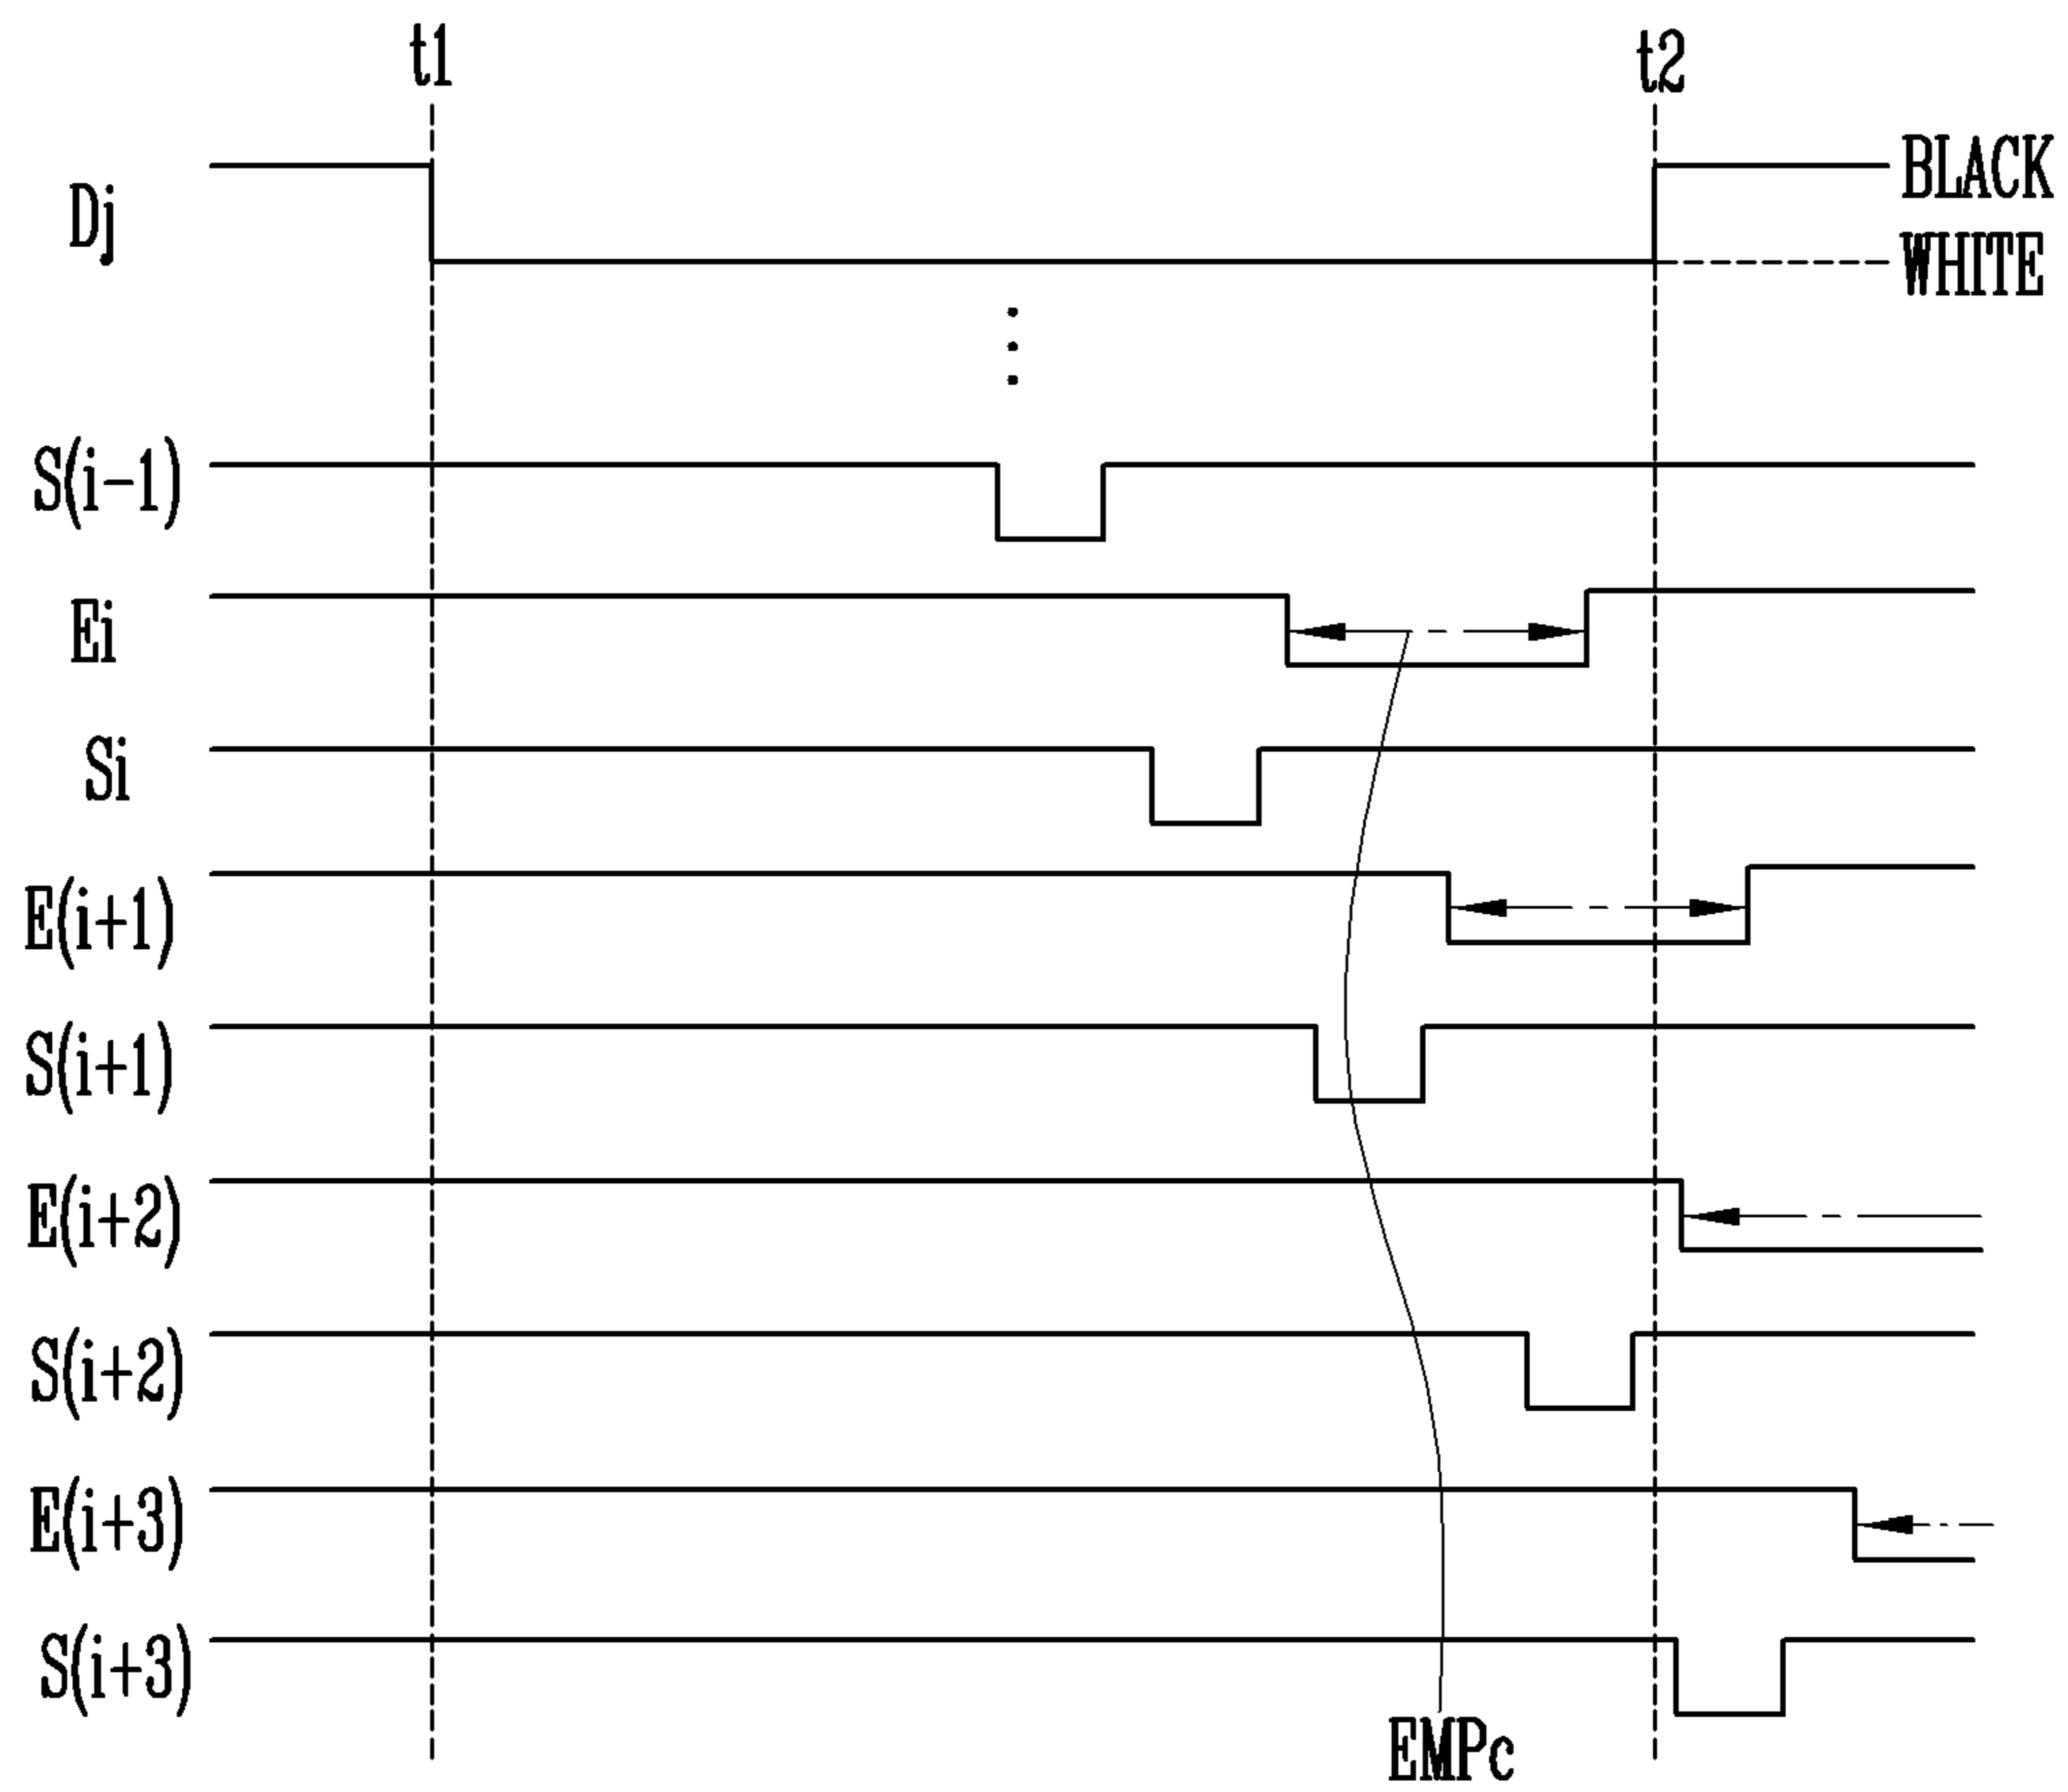 t1 t2
BLACK
Dj
WHITE
S(i-1)
Ei
Si
E(i+1)
S(i+1)
E(i+2)
S(i+2)
E(i+3)
S(i+3)
EMPc